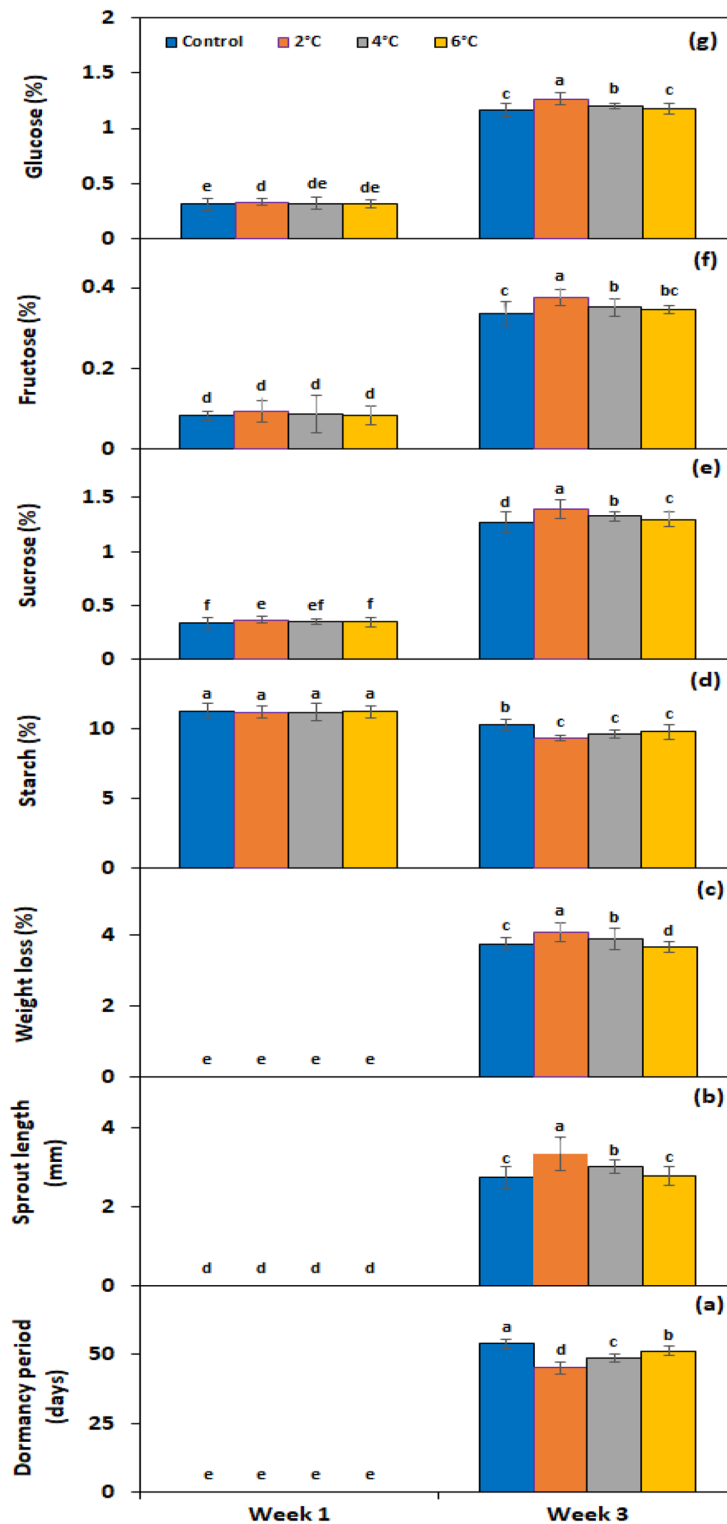 2
Control 2°C 4°C 6°C (g)
1.5
c a b c
Glucose (%)
1
0.5
e d de de
0
(f)
0.4
c a b bc
Fructose (%)
0.2
d d d d
0
(e)
1.5
d a b c
Sucrose (%)
1
0.5
f e ef f
0
(d)
a a a a b c c c
10
Starch (%)
5
0
(c)
4
c a b d
Weight loss (%)
2
e e e e
0
(b)
4
c a b c
Sprout length
(mm)
2
d d d d
0
(a)
50
a d c b
Dormancy period
(days)
25
e e e e
0
Week 1 Week 3